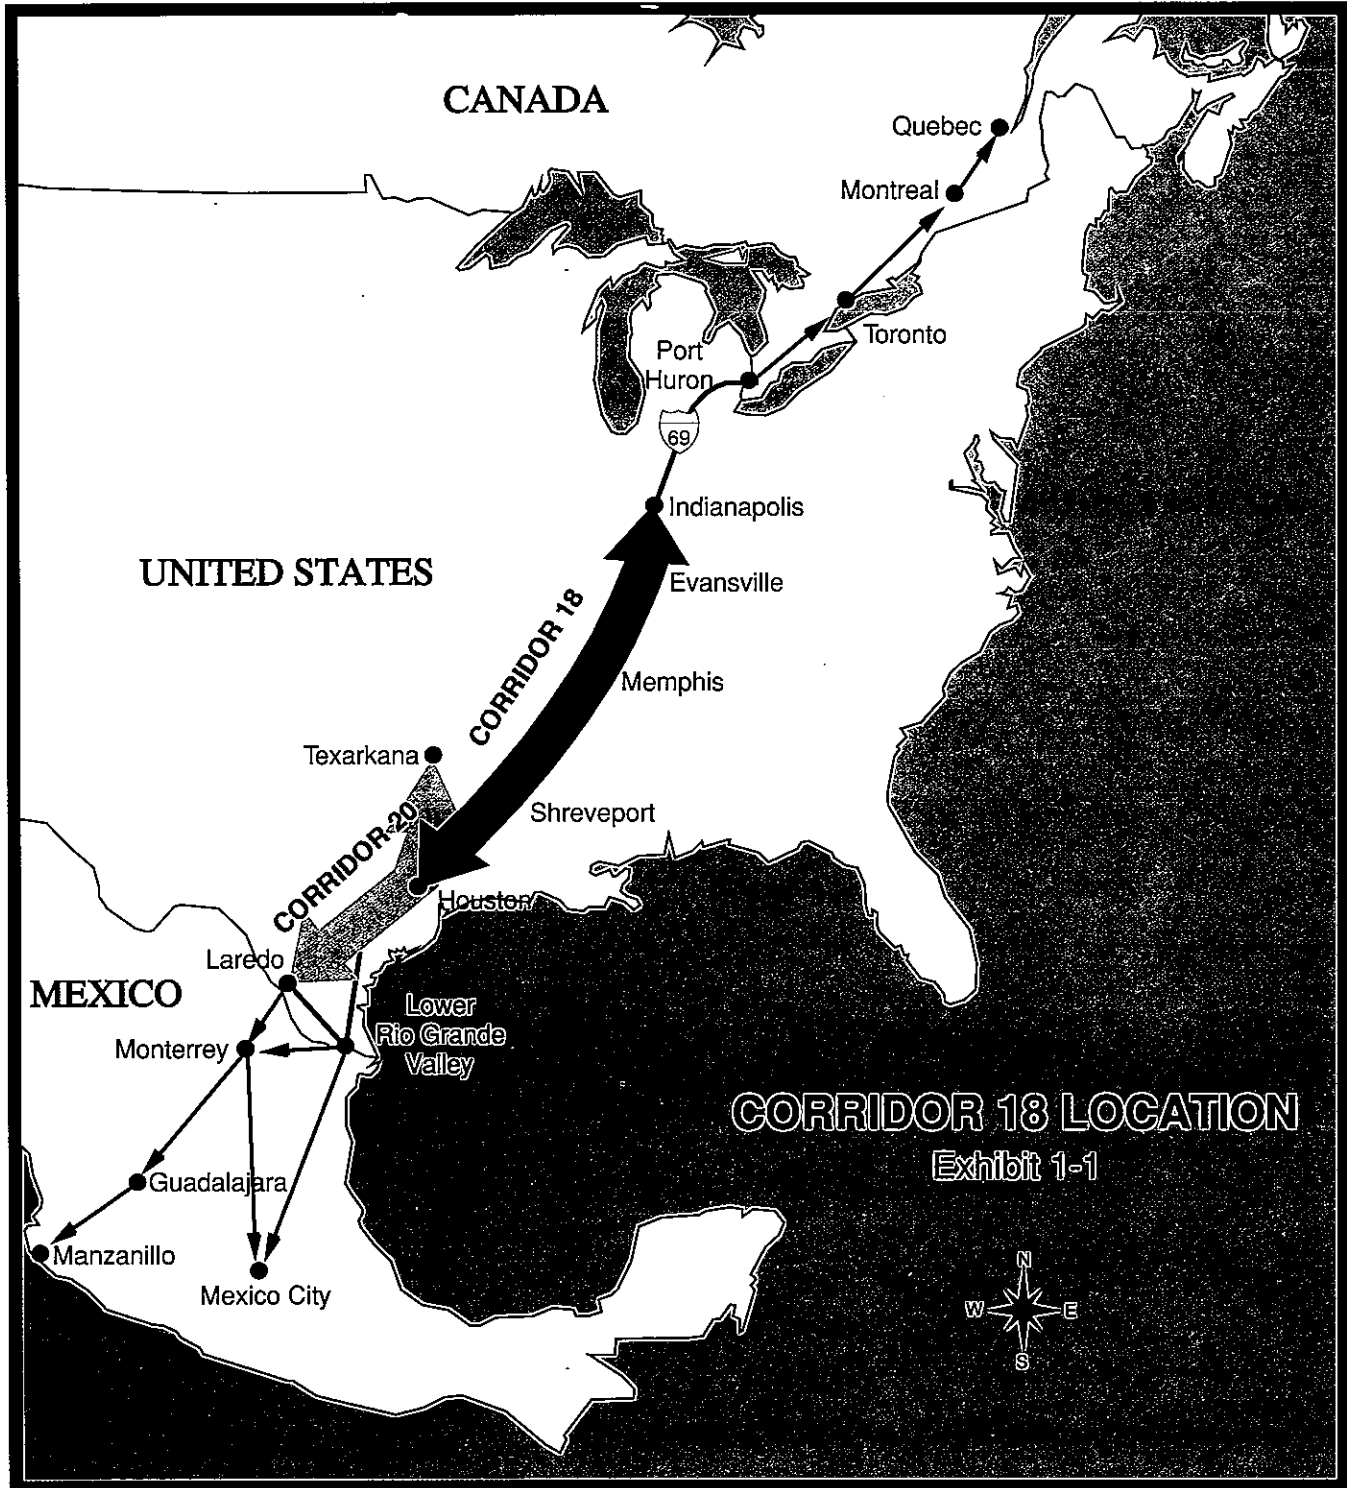 CANADA
Quebec
Montreal
Toronto
Port
Huron
69
Indianapolis
UNITED STATES
Evansville
CORRIDOR 18
Memphis
Texarkana
Shreveport
CORRIDOR-20
Houston
Laredo
MEXICO
Lower
Rio Grande
Valley
Monterrey
CORRIDOR 18 LOCATION
Exhibit 1-1
Guadalajara
Manzanillo
Mexico City
N
W E
S